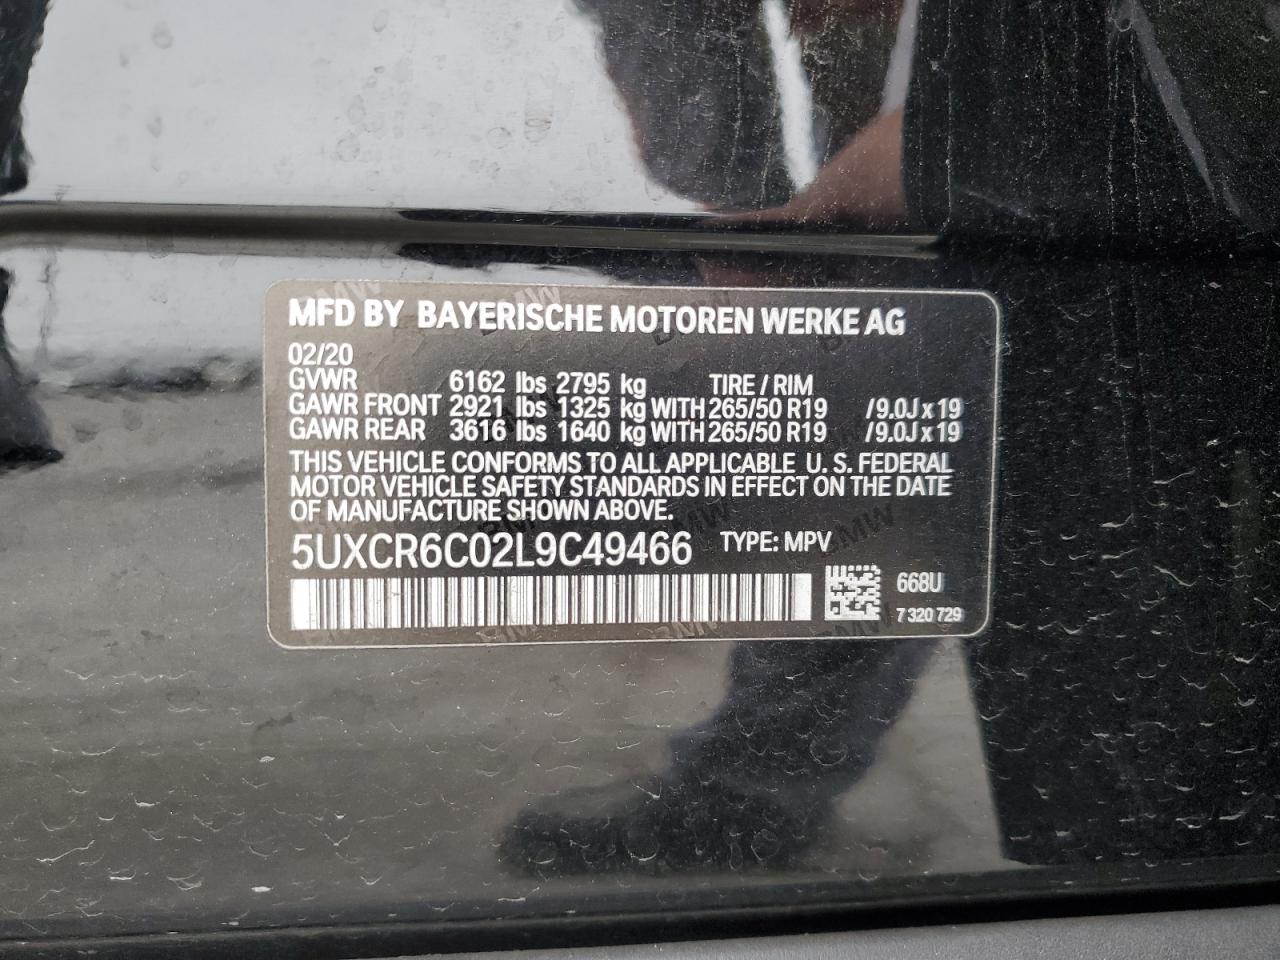 MFD BY BAYERISCHE MOTOREN WERKE AG
02/20
GVWR 6162 lbs 2795 kg TIRE / RIM
GAWR FRONT 2921 lbs 1325 kg WITH 265/50 R19 /9.0J x 19
GAWR REAR 3616 lbs 1640 kg WITH 265/50 R19 /9.0J x 19
THIS VEHICLE CONFORMS TO ALL APPLICABLE U. S. FEDERAL
MOTOR VEHICLE SAFETY STANDARDS IN EFFECT ON THE DATE
OF MANUFACTURE SHOWN ABOVE.
5UXCR6C02L9C49466 TYPE: MPV
668U
7 320 729